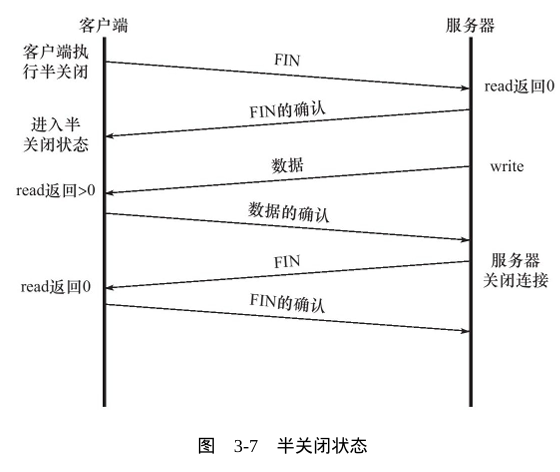 客户端
服务器
客户端执
行半关闭
FIN
read返回0
FIN的确认
进入半
关闭状态
数据
write
read返回>0
数据的确认
FIN
服务器
关闭连接
read返回0
FIN的确认
图 3-7 半关闭状态